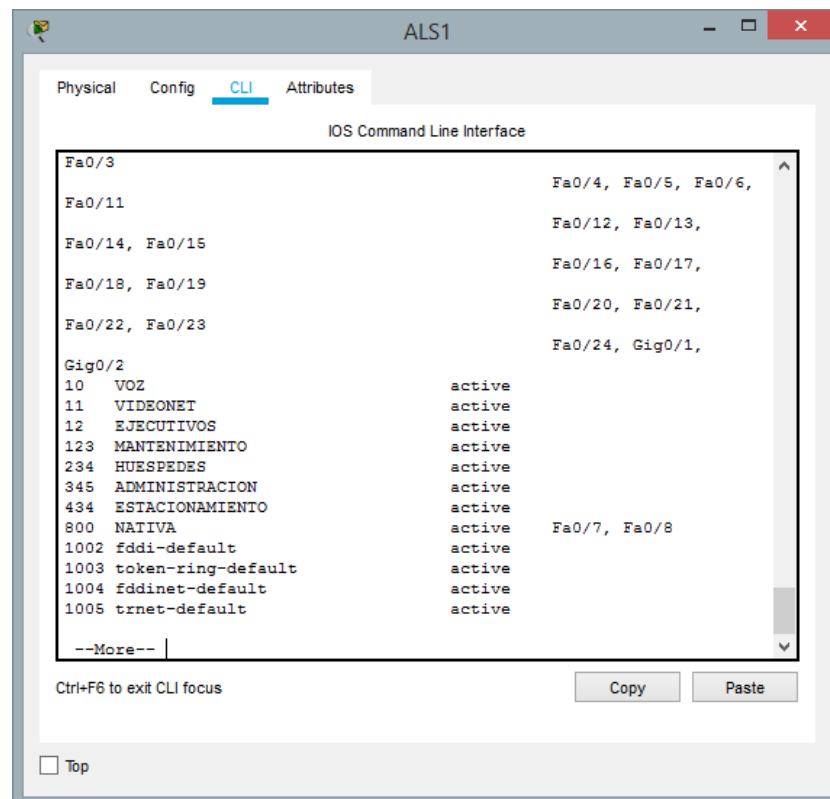 ALS1
Physical Config CLI Attributes
IOS Command Line Interface
Fa0/3
Fa0/4, Fa0/5, Fa0/6,
Fa0/11
Fa0/12, Fa0/13,
Fa0/14, Fa0/15
Fa0/16, Fa0/17,
Fa0/18, Fa0/19
Fa0/20, Fa0/21,
Fa0/22, Fa0/23
Fa0/24, Gig0/1,
Gig0/2
10 VOZ active
11 VIDEONET active
12 EJECUTIVOS active
123 MANTENIMIENTO active
234 HUESPEDES active
345 ADMINISTRACION active
434 ESTACIONAMIENTO active
800 NATIVA active Fa0/7, Fa0/8
1002 fddi-default active
1003 token-ring-default active
1004 fddinet-default active
1005 trnet-default active
--More--
Ctrl+F6 to exit CLI focus Copy Paste
Top